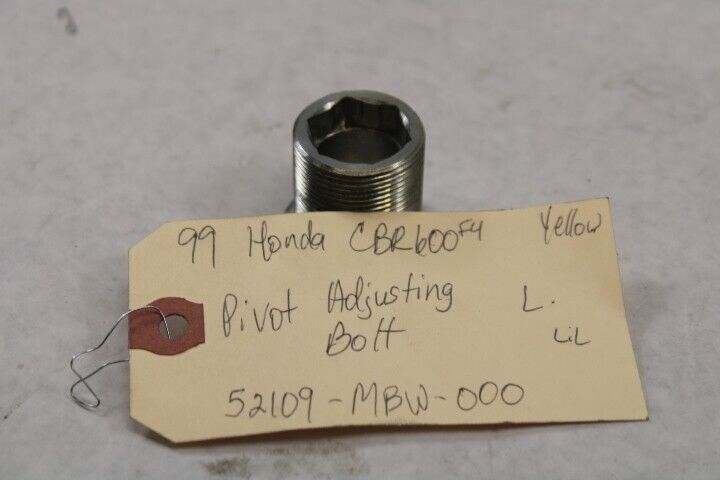 99 Honda CBR600F4 Yellow
Pivot Adjusting L.
Bolt LiL
52109-MBW-000